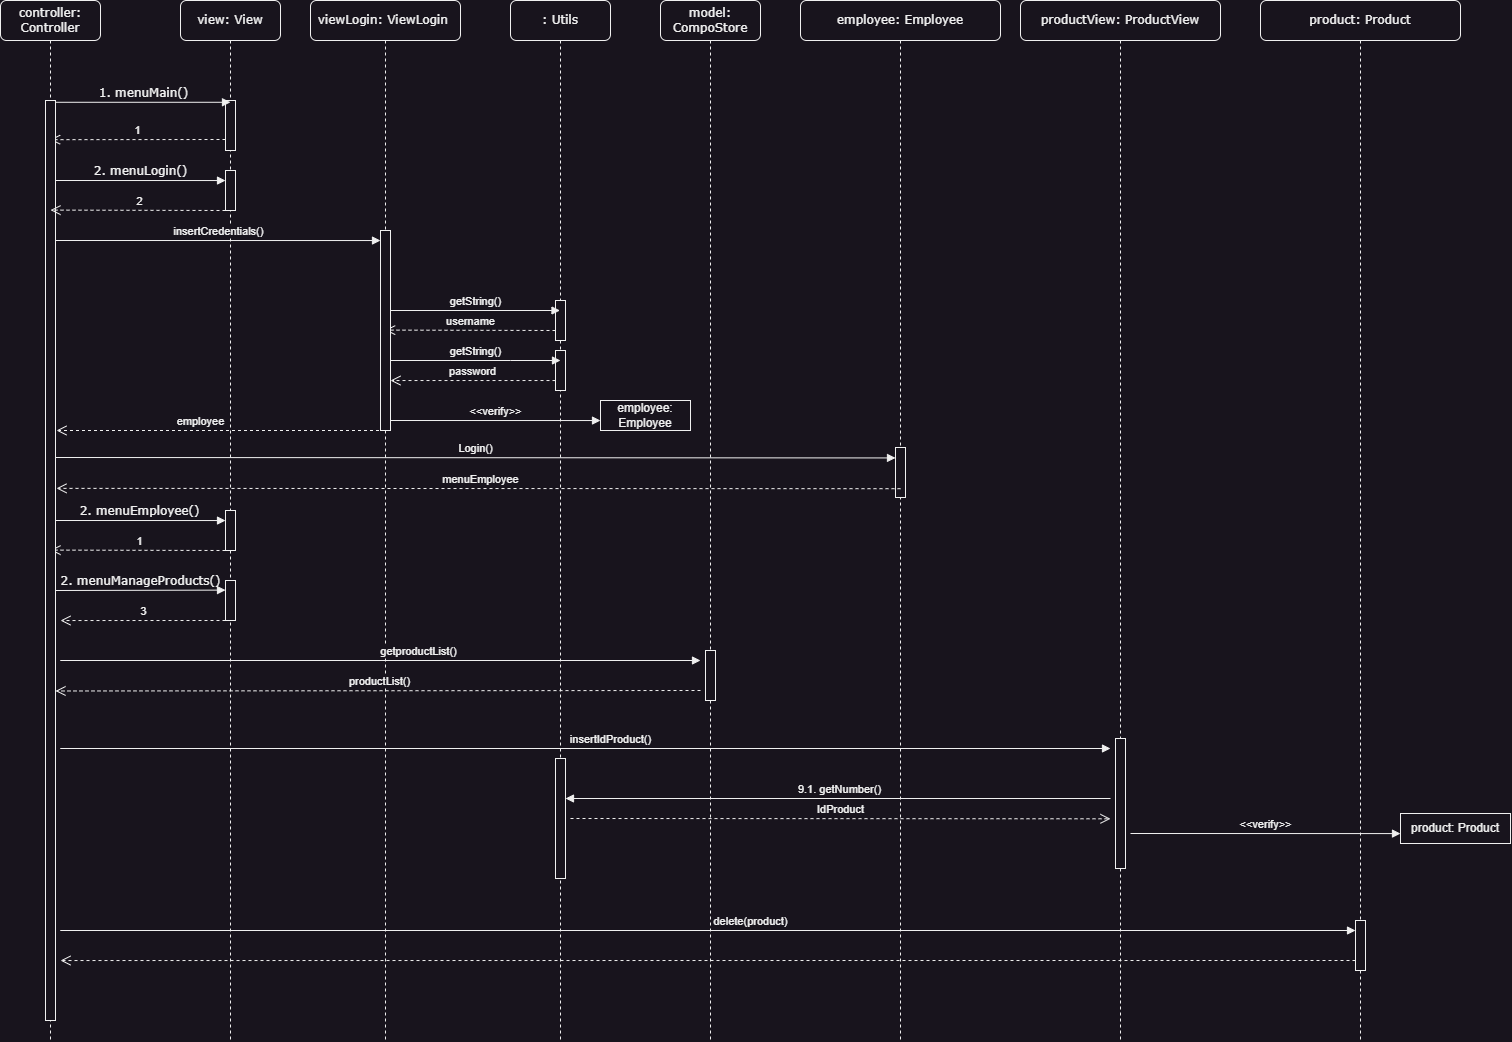 controller:
Controller
view: View
viewLogin: ViewLogin
: Utils
model:
CompoStore
employee: Employee
productView: ProductView
product: Product
1. menuMain()
1
2. menuLogin()
2
insertCredentials()
getString()
username
getString()
password
<<verify>>
employee:
Employee
employee
Login()
menuEmployee
2. menuEmployee()
1
2. menuManageProducts()
3
getproductList()
productList()
insertIdProduct()
9.1. getNumber()
IdProduct
<<verify>>
product: Product
delete(product)